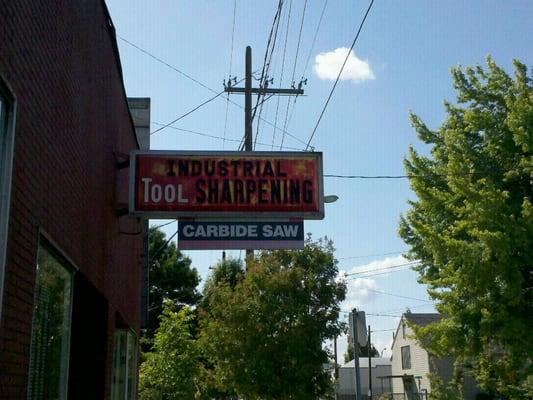 INDUSTRIAL
TOOL SHARPENING
CARBIDE SAW